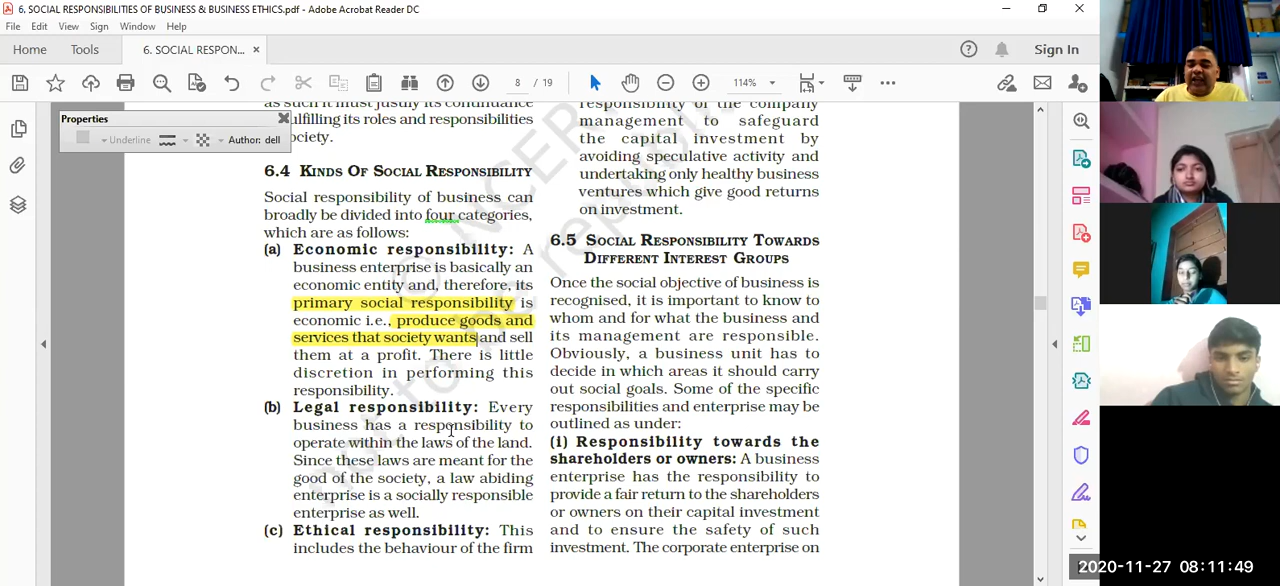 6. SOCIAL RESPONSIBILITIES OF BUSINESS & BUSINESS ETHICS.pdf - Adobe Acrobat Reader DC
File Edit View Sign Window Help
Home Tools 6. SOCIAL RESPON... × Sign In
8 / 19 114%
Properties
Underline Author: dell
as such it must justify its continuance
ulfilling its roles and responsibilities
ociety.
6.4 KINDS OF SOCIAL RESPONSIBILITY
Social responsibility of business can
broadly be divided into four categories,
which are as follows:
(a) Economic responsibility: A
business enterprise is basically an
economic entity and, therefore, its
primary social responsibility is
economic i.e., produce goods and
services that society wants and sell
them at a profit. There is little
discretion in performing this
responsibility.
(b) Legal responsibility: Every
business has a responsibility to
operate within the laws of the land.
Since these laws are meant for the
good of the society, a law abiding
enterprise is a socially responsible
enterprise as well.
(c) Ethical responsibility: This
includes the behaviour of the firm
responsibility of the company
management to safeguard
the capital investment by
avoiding speculative activity and
undertaking only healthy business
ventures which give good returns
on investment.
6.5 SOCIAL RESPONSIBILITY TOWARDS
DIFFERENT INTEREST GROUPS
Once the social objective of business is
recognised, it is important to know to
whom and for what the business and
its management are responsible.
Obviously, a business unit has to
decide in which areas it should carry
out social goals. Some of the specific
responsibilities and enterprise may be
outlined as under:
(i) Responsibility towards the
shareholders or owners: A business
enterprise has the responsibility to
provide a fair return to the shareholders
or owners on their capital investment
and to ensure the safety of such
investment. The corporate enterprise on
2020-11-27 08:11:49